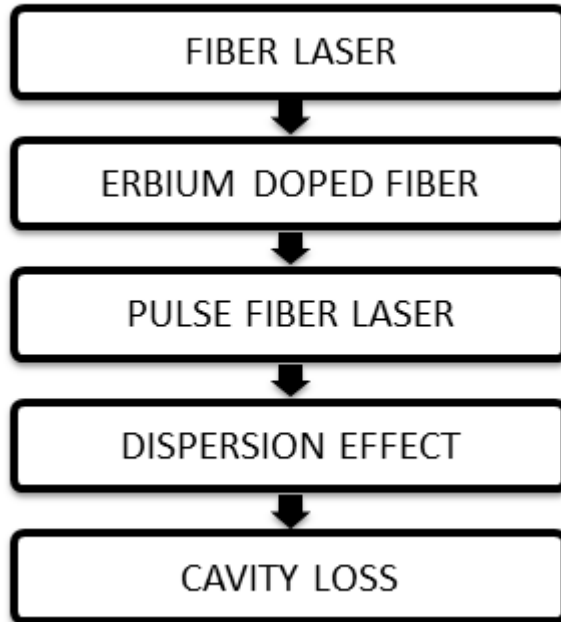 FIBER LASER
ERBIUM DOPED FIBER
PULSE FIBER LASER
DISPERSION EFFECT
CAVITY LOSS